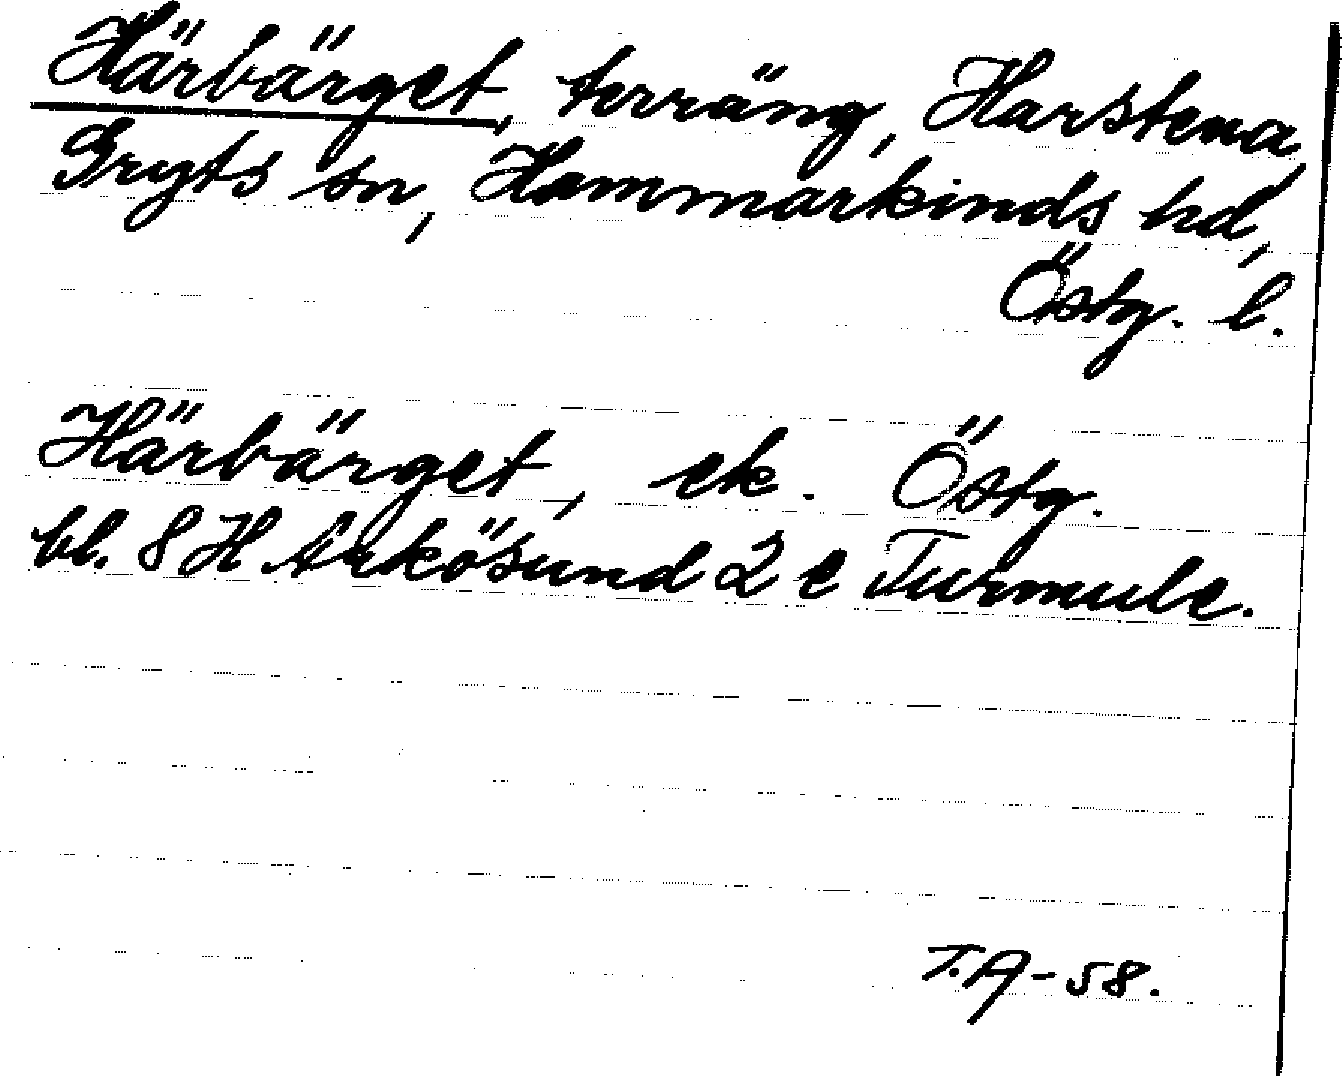 Härbärget, terräng, Harstena,
Gryts sn, Hammarkinds hd,
Östg. l.
Härbärget, ek. Östg.
bl. 8 H Arkösund 2 e Turmule.
T.A-58.